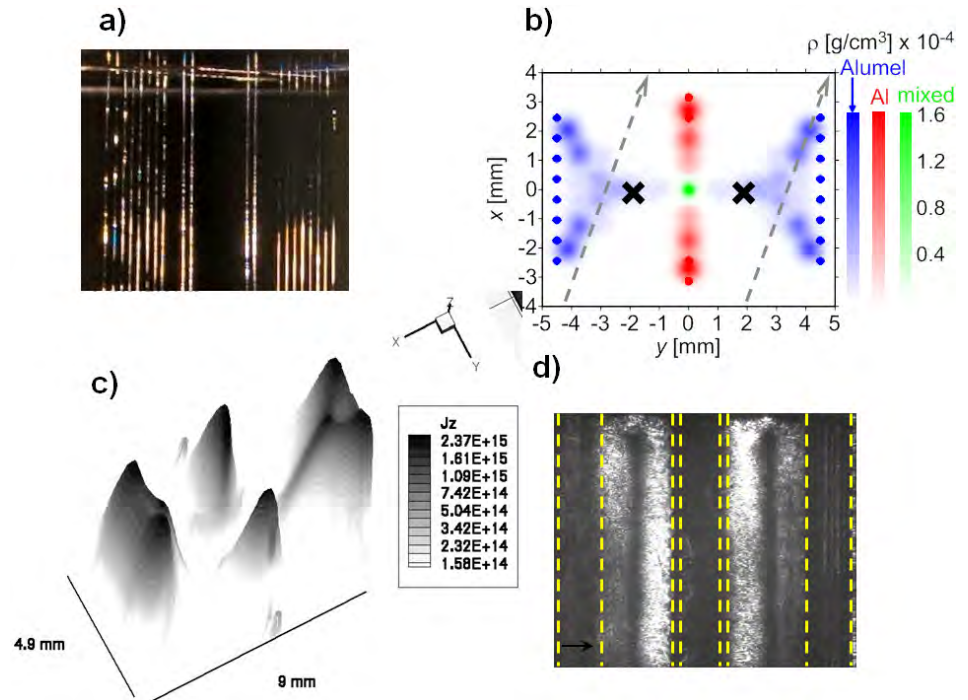 a)
b)
ρ [g/cm³] x 10⁻⁴
Alumel
Al mixed
4
3
2
1
0
-1
-2
-3
-4
x [mm]
-5 -4 -3 -2 -1 0 1 2 3 4 5
y [mm]
1.6
1.2
0.8
0.4
Z
X
Y
c)
Jz
2.37E+15
1.61E+15
1.09E+15
7.42E+14
5.04E+14
3.42E+14
2.32E+14
1.58E+14
4.9 mm
9 mm
d)